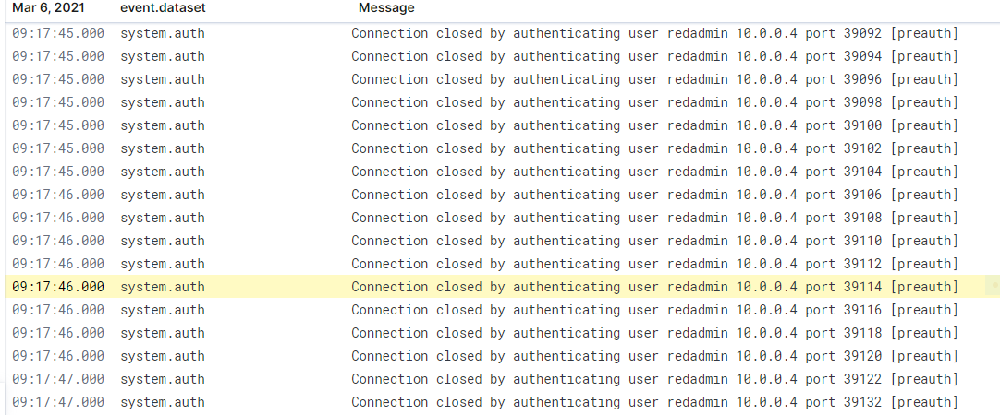 Mar 6, 2021 event.dataset Message
09:17:45.000 system.auth Connection closed by authenticating user redadmin 10.0.0.4 port 39092 [preauth]
09:17:45.000 system.auth Connection closed by authenticating user redadmin 10.0.0.4 port 39094 [preauth]
09:17:45.000 system.auth Connection closed by authenticating user redadmin 10.0.0.4 port 39096 [preauth]
09:17:45.000 system.auth Connection closed by authenticating user redadmin 10.0.0.4 port 39098 [preauth]
09:17:45.000 system.auth Connection closed by authenticating user redadmin 10.0.0.4 port 39100 [preauth]
09:17:45.000 system.auth Connection closed by authenticating user redadmin 10.0.0.4 port 39102 [preauth]
09:17:45.000 system.auth Connection closed by authenticating user redadmin 10.0.0.4 port 39104 [preauth]
09:17:46.000 system.auth Connection closed by authenticating user redadmin 10.0.0.4 port 39106 [preauth]
09:17:46.000 system.auth Connection closed by authenticating user redadmin 10.0.0.4 port 39108 [preauth]
09:17:46.000 system.auth Connection closed by authenticating user redadmin 10.0.0.4 port 39110 [preauth]
09:17:46.000 system.auth Connection closed by authenticating user redadmin 10.0.0.4 port 39112 [preauth]
09:17:46.000 system.auth Connection closed by authenticating user redadmin 10.0.0.4 port 39114 [preauth]
09:17:46.000 system.auth Connection closed by authenticating user redadmin 10.0.0.4 port 39116 [preauth]
09:17:46.000 system.auth Connection closed by authenticating user redadmin 10.0.0.4 port 39118 [preauth]
09:17:46.000 system.auth Connection closed by authenticating user redadmin 10.0.0.4 port 39120 [preauth]
09:17:47.000 system.auth Connection closed by authenticating user redadmin 10.0.0.4 port 39122 [preauth]
09:17:47.000 system.auth Connection closed by authenticating user redadmin 10.0.0.4 port 39132 [preauth]